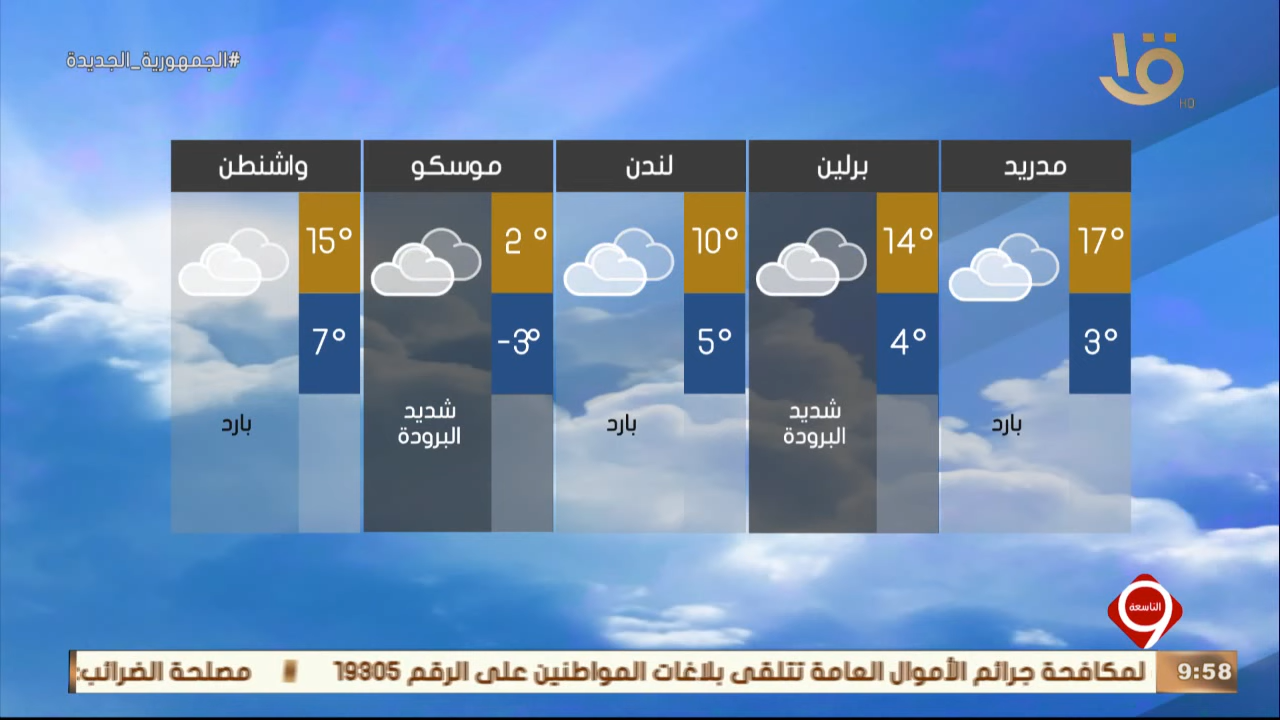 #الجمهورية_الجديدة
HD
مدريد
17°
3°
بارد
برلين
14°
4°
شديد
البرودة
لندن
10°
5°
بارد
موسكو
2 °
-3°
شديد
البرودة
واشنطن
15°
7°
بارد
التاسعة
9
9:58
لمكافحة جرائم الأموال العامة تتلقى بلاغات المواطنين على الرقم 19305
مصلحة الضرائب: